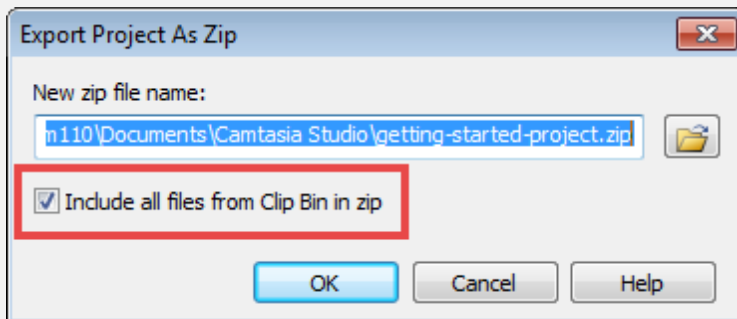 Export Project As Zip
New zip file name:
m110\Documents\Camtasia Studio\getting-started-project.zip
Include all files from Clip Bin in zip
OK Cancel Help